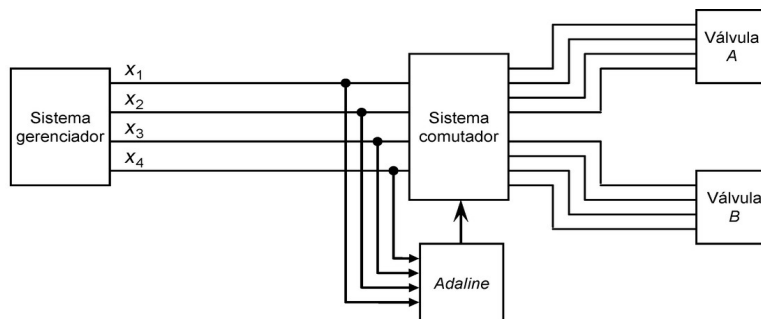 Sistema
gerenciador
x1
x2
x3
x4
Sistema
comutador
Adaline
Válvula
A
Válvula
B